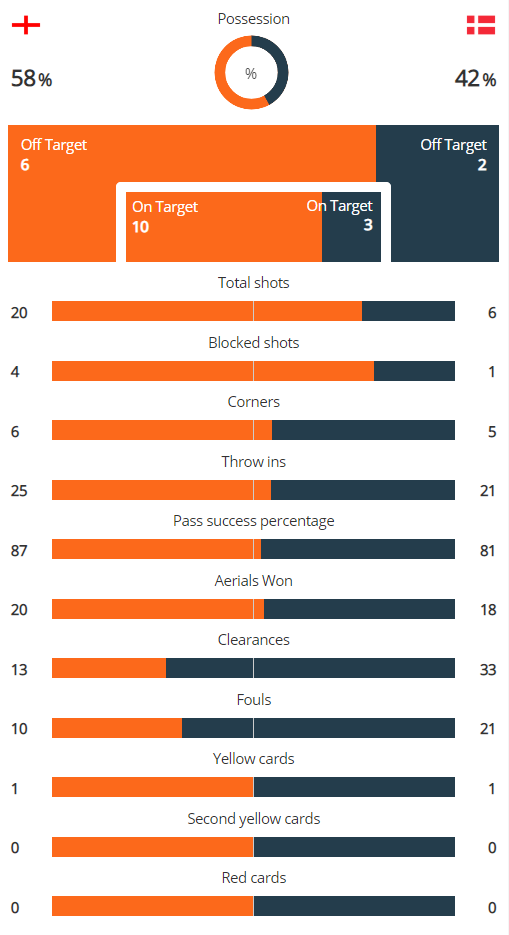 Possession
58% % 42%
Off Target Off Target
6 2
On Target On Target
10 3
Total shots
20 6
Blocked shots
4 1
Corners
6 5
Throw ins
25 21
Pass success percentage
87 81
Aerials Won
20 18
Clearances
13 33
Fouls
10 21
Yellow cards
1 1
Second yellow cards
0 0
Red cards
0 0